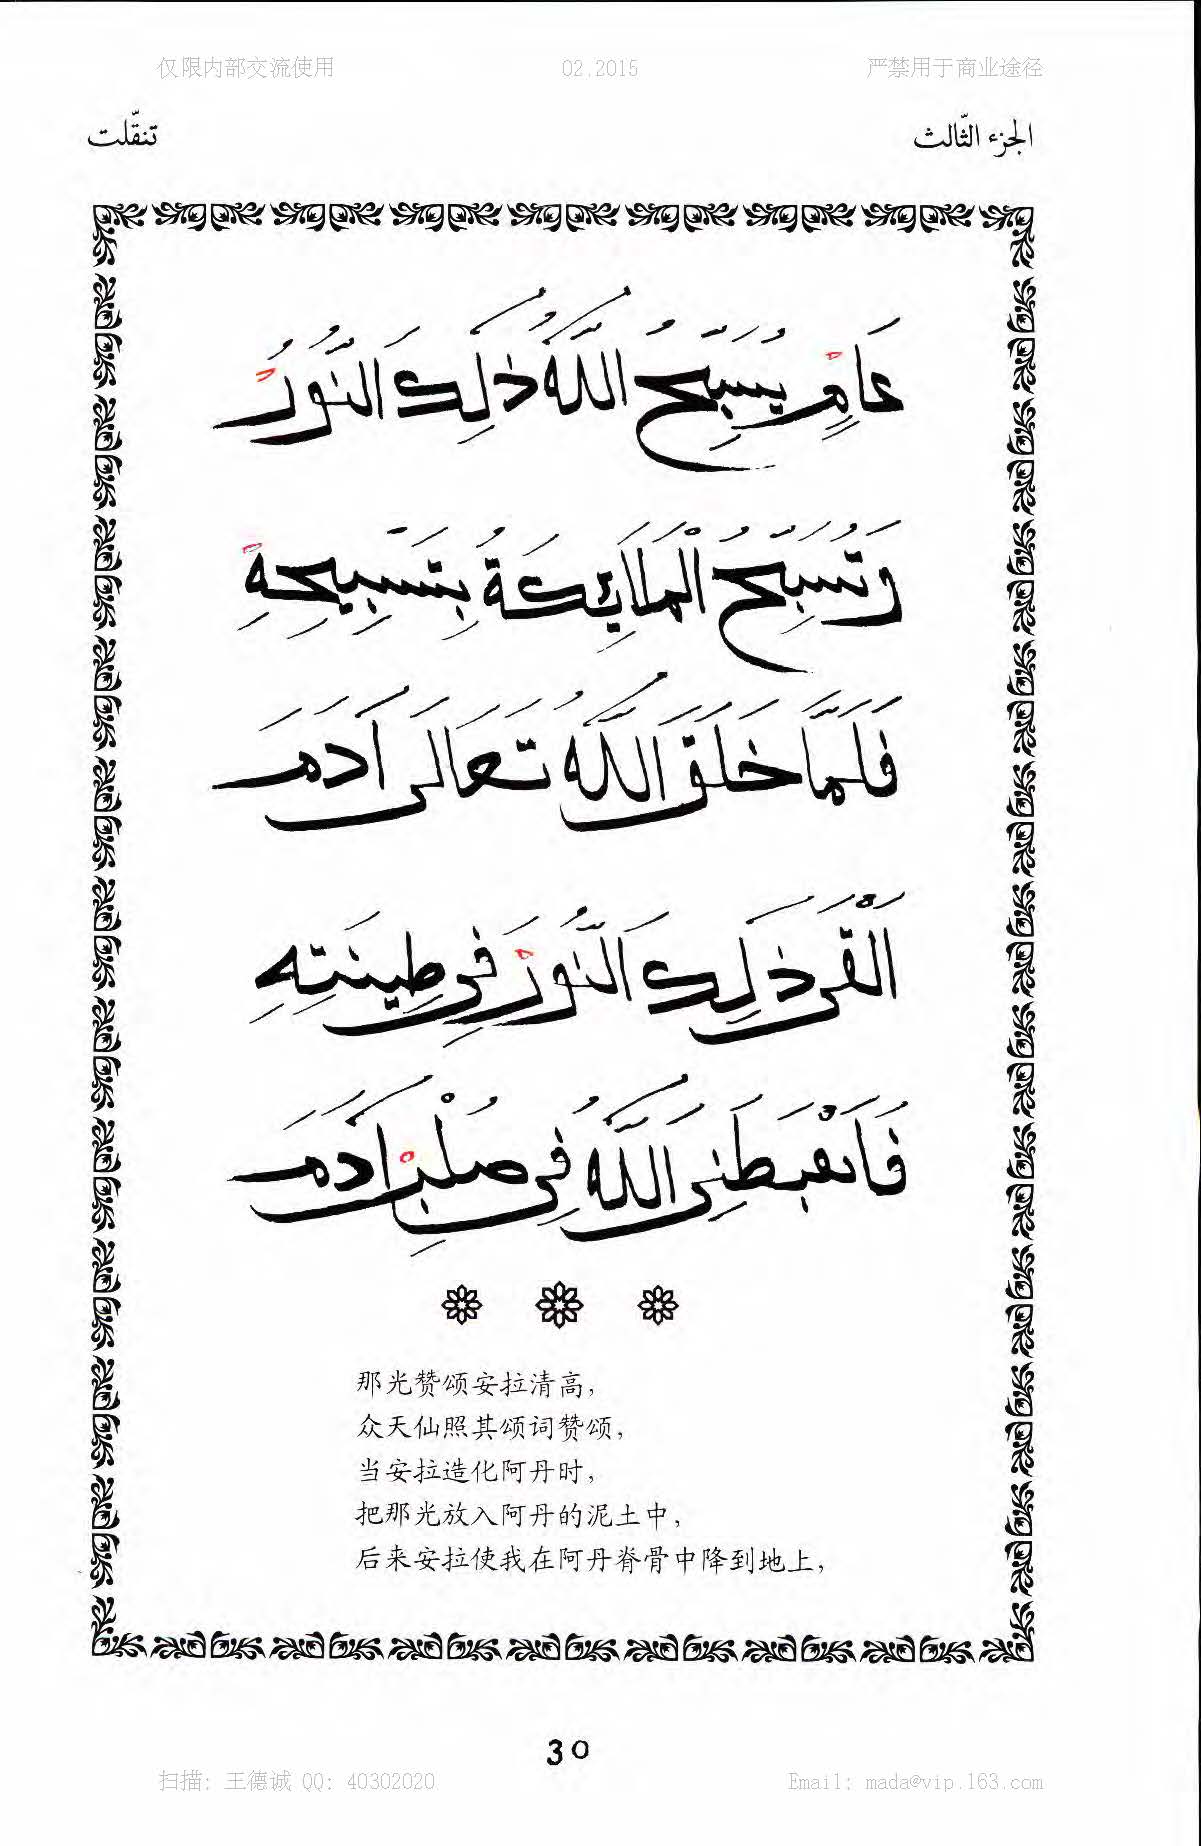 仅限内部交流使用 02.2015 严禁用于商业途径
الجزء الثّالث تنقّلت
عَامٍ يُسَبِّحُ اللَّهَ ذَٰلِكَ النُّورُ
وَتُسَبِّحُ الْمَلَائِكَةُ بِتَسْبِيحِهِ
فَلَمَّا خَلَقَ اللَّهُ تَعَالَى آدَمَ
اَلْقَى ذَٰلِكَ النُّورَ فِي طِينَتِهِ
فَاَهْبَطَنِيَ اللَّهُ فِي صُلْبِ آدَمَ
那光赞颂安拉清高，
众天仙照其颂词赞颂，
当安拉造化阿丹时，
把那光放入阿丹的泥土中，
后来安拉使我在阿丹脊骨中降到地上，
30
扫描: 王德诚 QQ: 40302020 Email: mada@vip.163.com